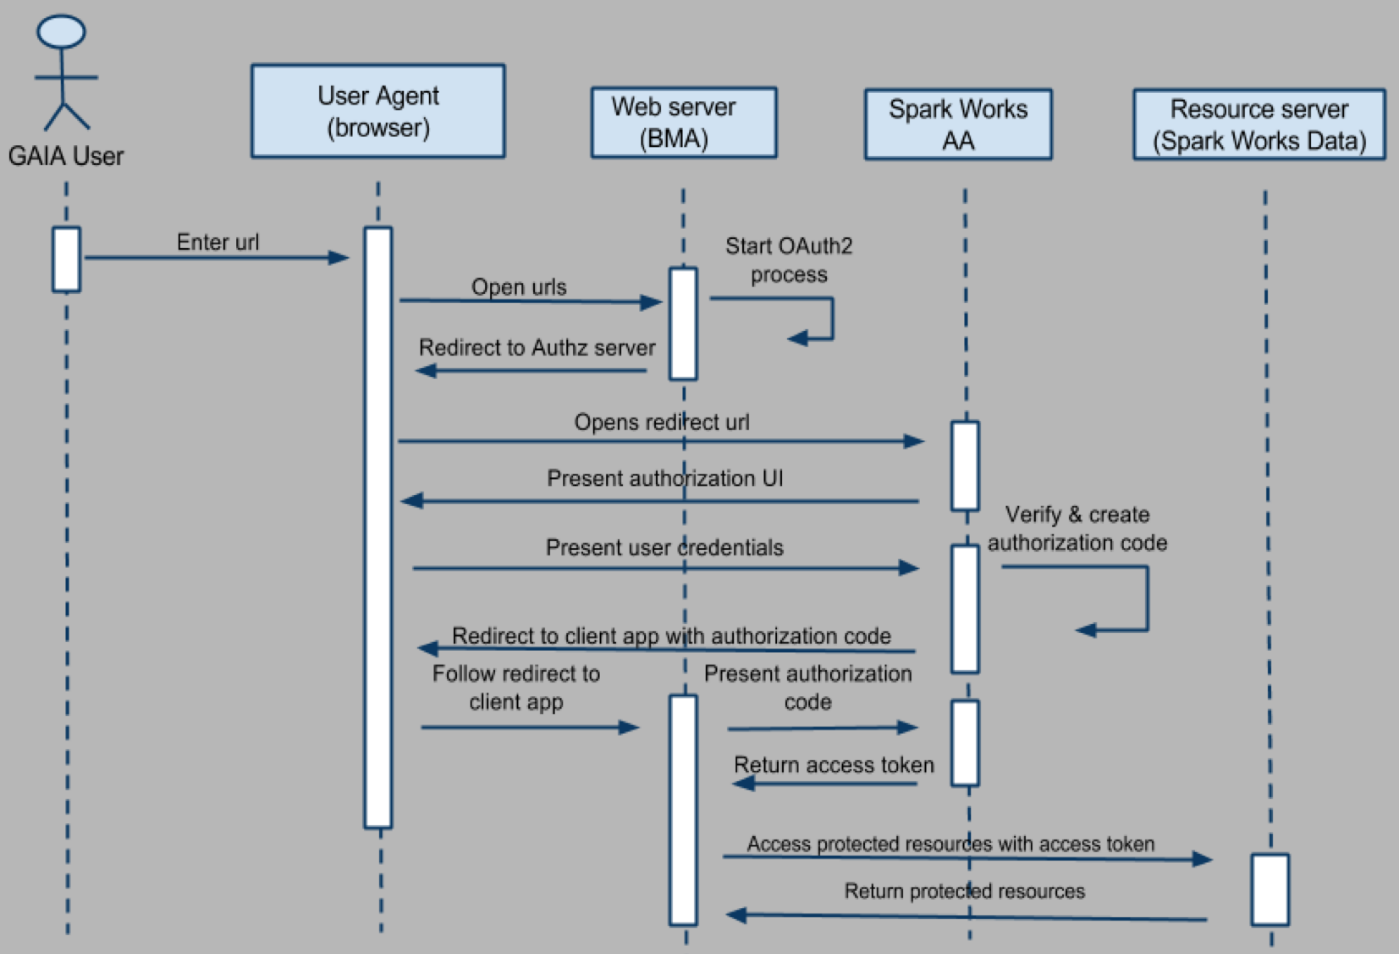 GAIA User
User Agent
(browser)
Web server
(BMA)
Spark Works
AA
Resource server
(Spark Works Data)
Enter url
Open urls
Start OAuth2
process
Redirect to Authz server
Opens redirect url
Present authorization UI
Verify & create
authorization code
Present user credentials
Redirect to client app with authorization code
Follow redirect to
client app
Present authorization
code
Return access token
Access protected resources with access token
Return protected resources